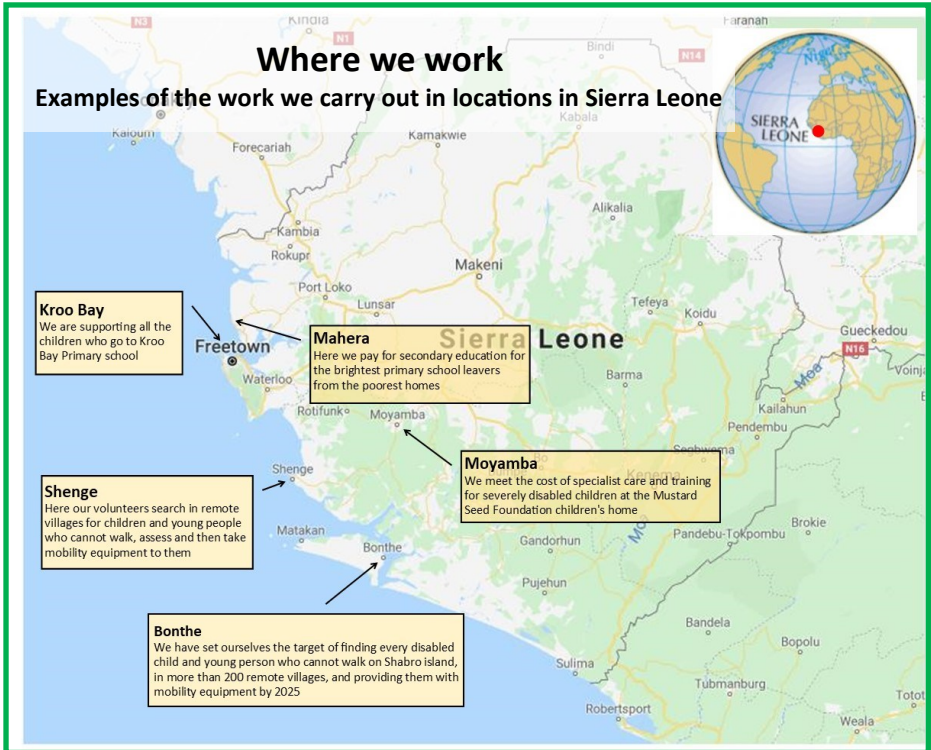 Kindia
Faranah
N3
N1
Where we work
Bindi
N14
Examples of the work we carry out in locations in Sierra Leone
Kaloum
Kamakwie
Kabala
Forecariah
SIERRA
LEONE
Alikalia
Kambia
Rokupr
Makeni
Port Loko
Lunsar
Tefeya
Koidu
Kroo Bay
We are supporting all the
children who go to Kroo
Bay Primary school
Freetown
Mahera
Here we pay for secondary education for
the brightest primary school leavers
from the poorest homes
Sierra Leone
Gueckedou
N16
Moa
Waterloo
Barma
Rotifunk
Moyamba
Kailahun
Pendembu
Moyamba
We meet the cost of specialist care and training
for severely disabled children at the Mustard
Seed Foundation children's home
Segbwema
Bo
Kenema
Moa
Shenge
Shenge
Here our volunteers search in remote
villages for children and young people
who cannot walk, assess and then take
mobility equipment to them
Matakan
Bonthe
Gandorhun
Pandebu-Tokpombu
Brokie
Pujehun
Bonthe
We have set ourselves the target of finding every disabled
child and young person who cannot walk on Shabro island,
in more than 200 remote villages, and providing them with
mobility equipment by 2025
Bandela
Bopolu
Sulima
Tubmanburg
Robertsport
Weala
Totot